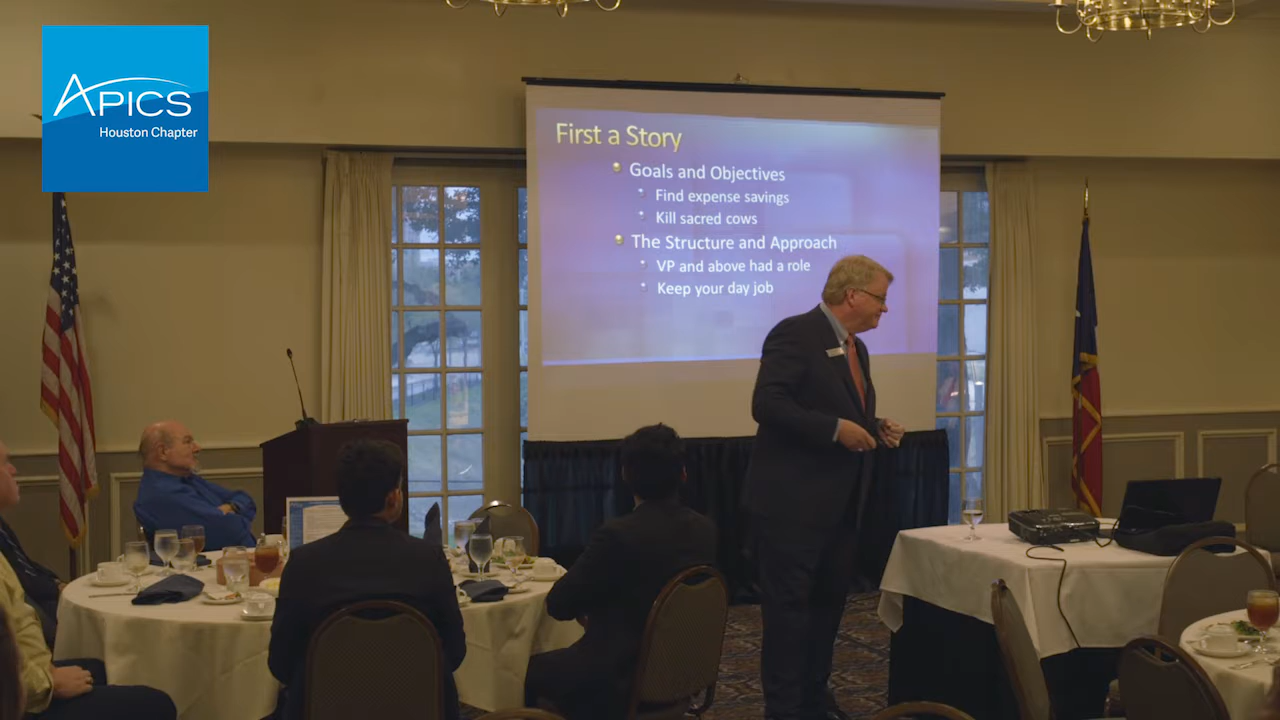 APICS
Houston Chapter
First a Story
Goals and Objectives
Find expense savings
Kill sacred cows
The Structure and Approach
VP and above had a role
Keep your day job